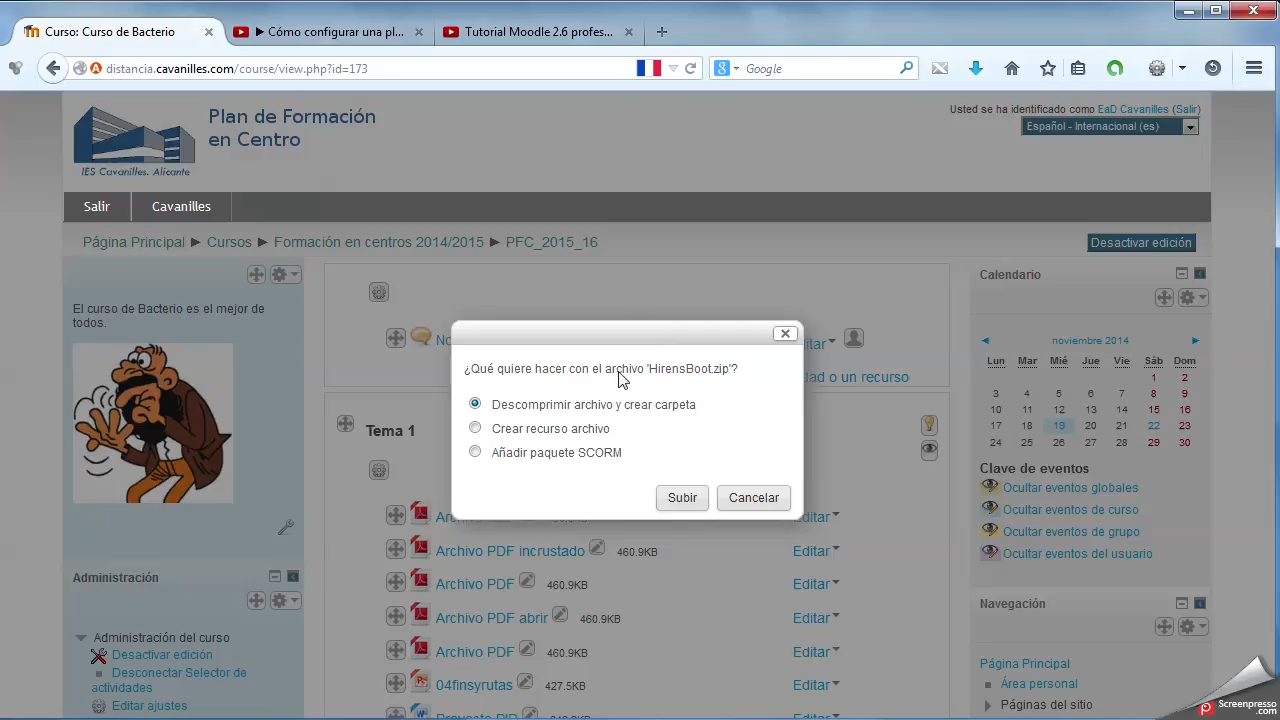 Curso: Curso de Bacterio
▶ Cómo configurar una pl...
Tutorial Moodle 2.6 profes...
distancia.cavanilles.com/course/view.php?id=173
Google
Plan de Formación
en Centro
IES Cavanilles. Alicante
Usted se ha identificado como EaD Cavanilles (Salir)
Español - Internacional (es)
Salir
Cavanilles
Página Principal ▶ Cursos ▶ Formación en centros 2014/2015 ▶ PFC_2015_16
Desactivar edición
El curso de Bacterio es el mejor de
todos.
Administración
Administración del curso
Desactivar edición
Desconectar Selector de
actividades
Editar ajustes
No
itar
dad o un recurso
Tema 1
¿Qué quiere hacer con el archivo 'HirensBoot.zip'?
Descomprimir archivo y crear carpeta
Crear recurso archivo
Añadir paquete SCORM
Subir
Cancelar
Editar
Archivo PDF incrustado 460.9KB Editar
Archivo PDF 460.9KB Editar
Archivo PDF abrir 460.9KB Editar
Archivo PDF 460.9KB Editar
04finsyrutas 427.5KB Editar
Calendario
noviembre 2014
Lun Mar Mié Jue Vie Sáb Dom
1 2
3 4 5 6 7 8 9
10 11 12 13 14 15 16
17 18 19 20 21 22 23
24 25 26 27 28 29 30
Clave de eventos
Ocultar eventos globales
Ocultar eventos de curso
Ocultar eventos de grupo
Ocultar eventos del usuario
Navegación
Página Principal
Área personal
Páginas del sitio
Screenpresso
.com